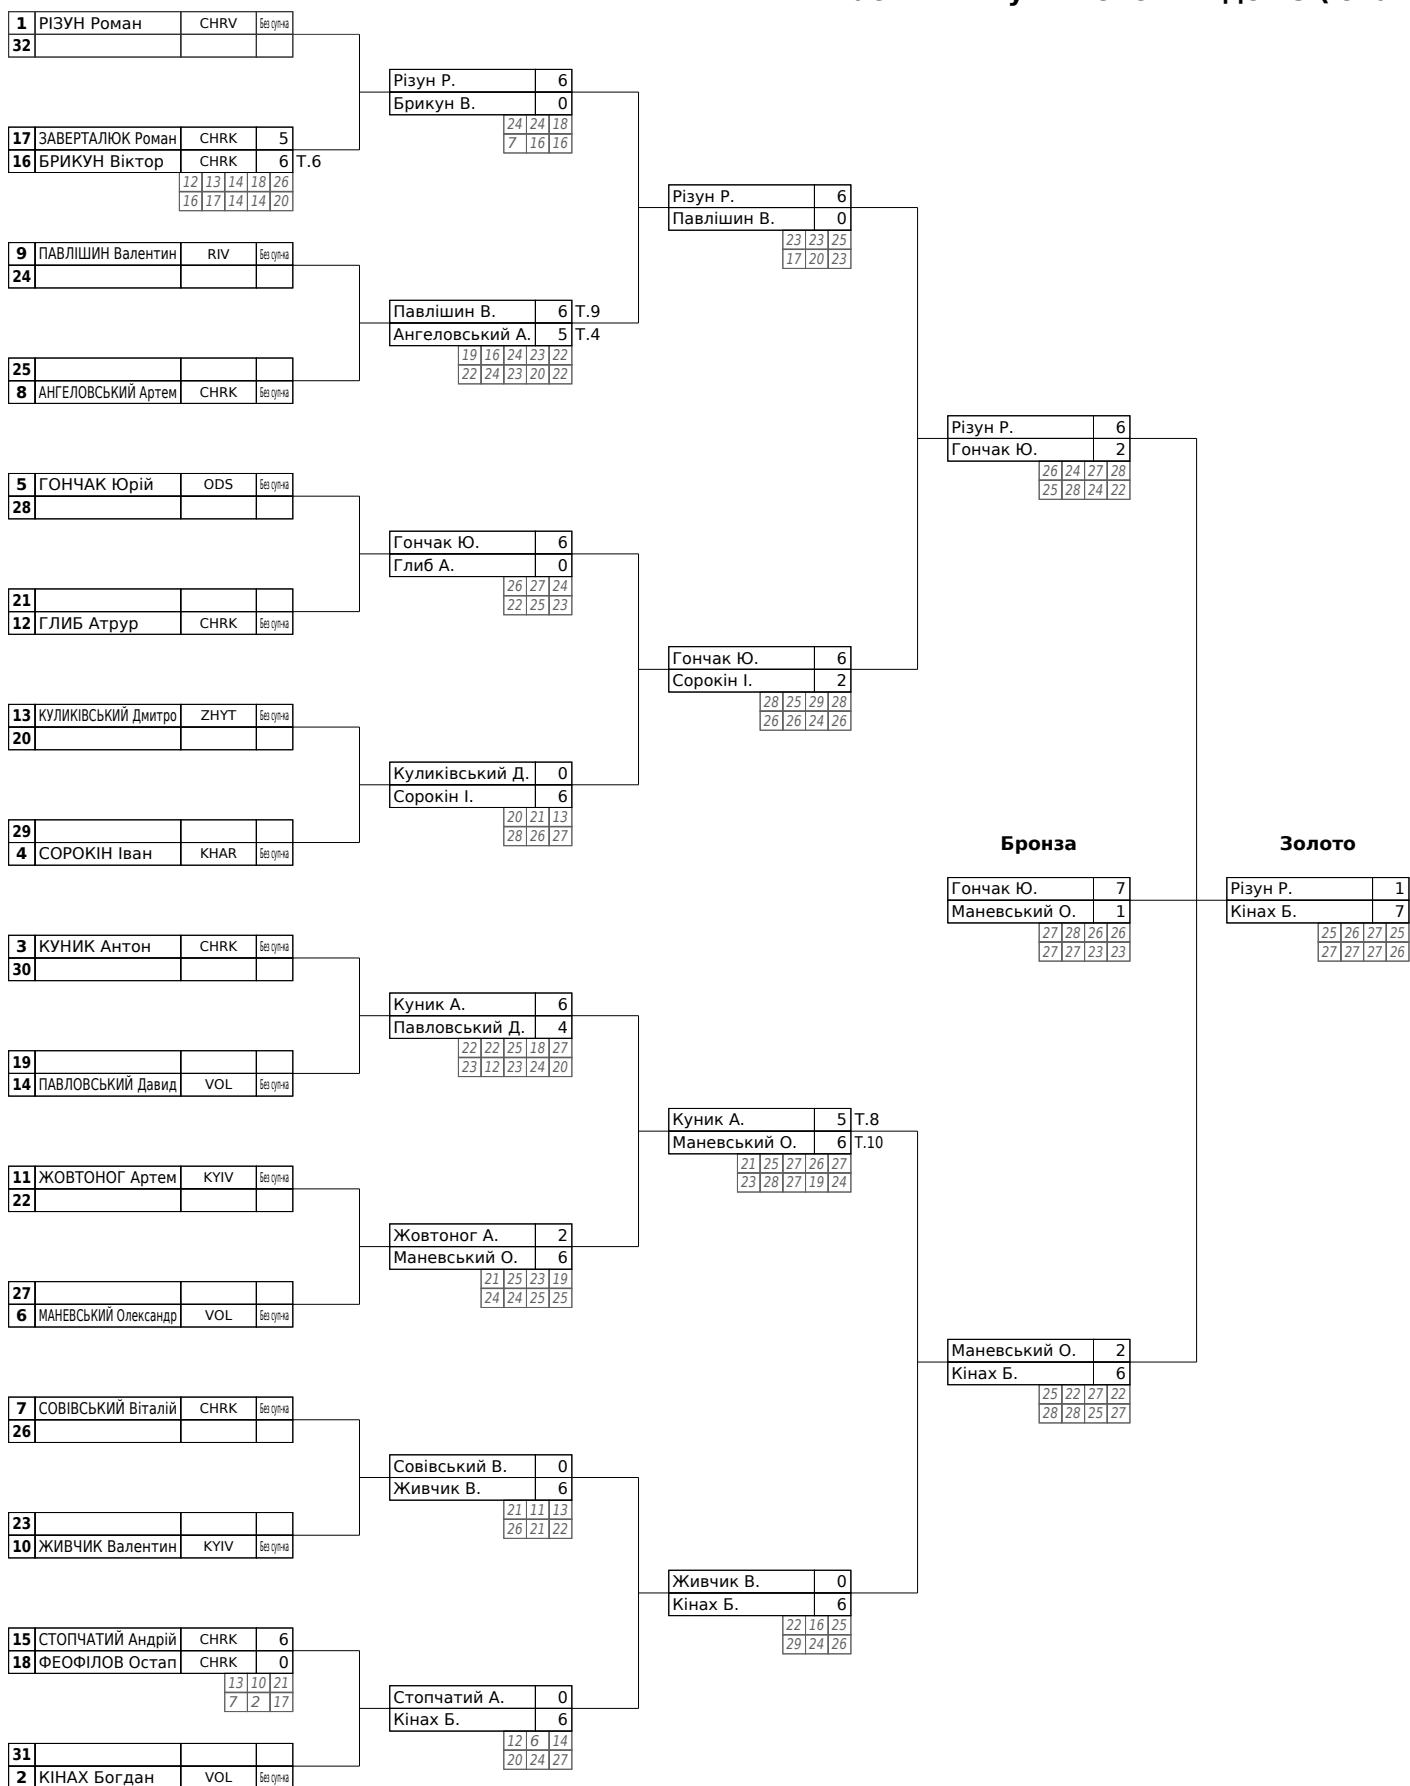 1 РІЗУН Роман CHRV Без суп-ка
32
Різун Р. 6
Брикун В. 0
24 24 18
7 16 16
17 ЗАВЕРТАЛЮК Роман CHRK 5
16 БРИКУН Віктор CHRK 6 T.6
12 13 14 18 26
16 17 14 14 20
Різун Р. 6
Павлішин В. 0
23 23 25
17 20 23
9 ПАВЛІШИН Валентин RIV Без суп-ка
24
Павлішин В. 6 T.9
Ангеловський А. 5 T.4
19 16 24 23 22
22 24 23 20 22
25
8 АНГЕЛОВСЬКИЙ Артем CHRK Без суп-ка
Різун Р. 6
Гончак Ю. 2
26 24 27 28
25 28 24 22
5 ГОНЧАК Юрій ODS Без суп-ка
28
Гончак Ю. 6
Глиб А. 0
26 27 24
22 25 23
21
12 ГЛИБ Атрур CHRK Без суп-ка
Гончак Ю. 6
Сорокін І. 2
28 25 29 28
26 26 24 26
13 КУЛИКІВСЬКИЙ Дмитро ZHYT Без суп-ка
20
Куликівський Д. 0
Сорокін І. 6
20 21 13
28 26 27
29
4 СОРОКІН Іван KHAR Без суп-ка
Бронза Золото
Гончак Ю. 7
Маневський О. 1
27 28 26 26
27 27 23 23
Різун Р. 1
Кінах Б. 7
25 26 27 25
27 27 27 26
3 КУНИК Антон CHRK Без суп-ка
30
Куник А. 6
Павловський Д. 4
22 22 25 18 27
23 12 23 24 20
19
14 ПАВЛОВСЬКИЙ Давид VOL Без суп-ка
Куник А. 5 T.8
Маневський О. 6 T.10
21 25 27 26 27
23 28 27 19 24
11 ЖОВТОНОГ Артем KYIV Без суп-ка
22
Жовтоног А. 2
Маневський О. 6
21 25 23 19
24 24 25 25
27
6 МАНЕВСЬКИЙ Олександр VOL Без суп-ка
Маневський О. 2
Кінах Б. 6
25 22 27 22
28 28 25 27
7 СОВІВСЬКИЙ Віталій CHRK Без суп-ка
26
Совівський В. 0
Живчик В. 6
21 11 13
26 21 22
23
10 ЖИВЧИК Валентин KYIV Без суп-ка
Живчик В. 0
Кінах Б. 6
22 16 25
29 24 26
15 СТОПЧАТИЙ Андрій CHRK 6
18 ФЕОФІЛОВ Остап CHRK 0
13 10 21
7 2 17
Стопчатий А. 0
Кінах Б. 6
12 6 14
20 24 27
31
2 КІНАХ Богдан VOL Без суп-ка